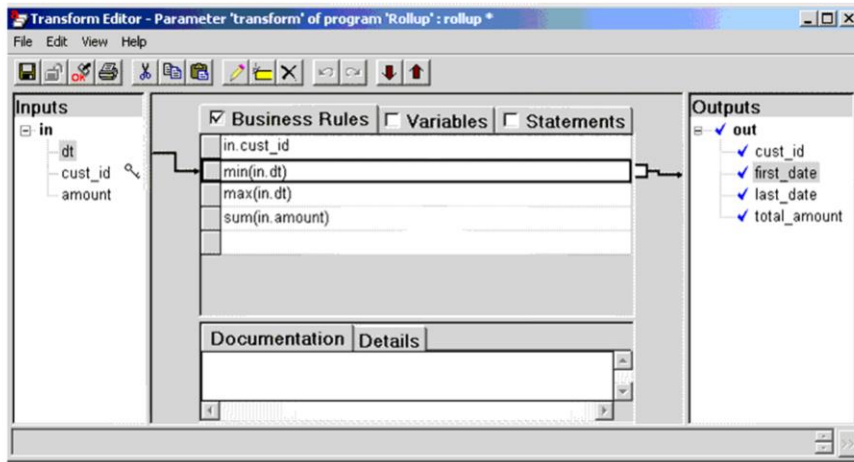 Transform Editor - Parameter 'transform' of program 'Rollup' : rollup *
File Edit View Help
OK
Inputs
in
dt
cust_id
amount
Business Rules
Variables
Statements
in.cust_id
min(in.dt)
max(in.dt)
sum(in.amount)
Documentation
Details
Outputs
out
cust_id
first_date
last_date
total_amount